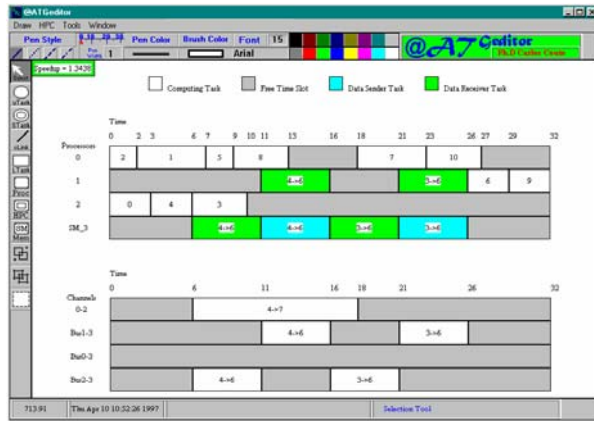 @ATGeditor
Draw HPC Tools Window
Pen Style Pen Color Brush Color Font 15
Pen Width 1 Arial
@AT Geditor
Ph.D Carlos Couto
Speedup = 1.3438
Computing Task Free Time Slot Data Sender Task Data Receiver Task
Time
0 2 3 6 7 9 10 11 13 16 18 21 23 26 27 29 32
Processors
0 2 1 5 8 7 10
1 4->6 3->6 6 9
2 0 4 3
SM_3 4->6 4->6 3->6 3->6
Time
0 6 11 16 18 21 26 32
Channels
0-2 4->7
Bus1-3 4->6 3->6
Bus0-3
Bus2-3 4->6 3->6
713:91 Thu Apr 10 10:52:26 1997 Selection Tool